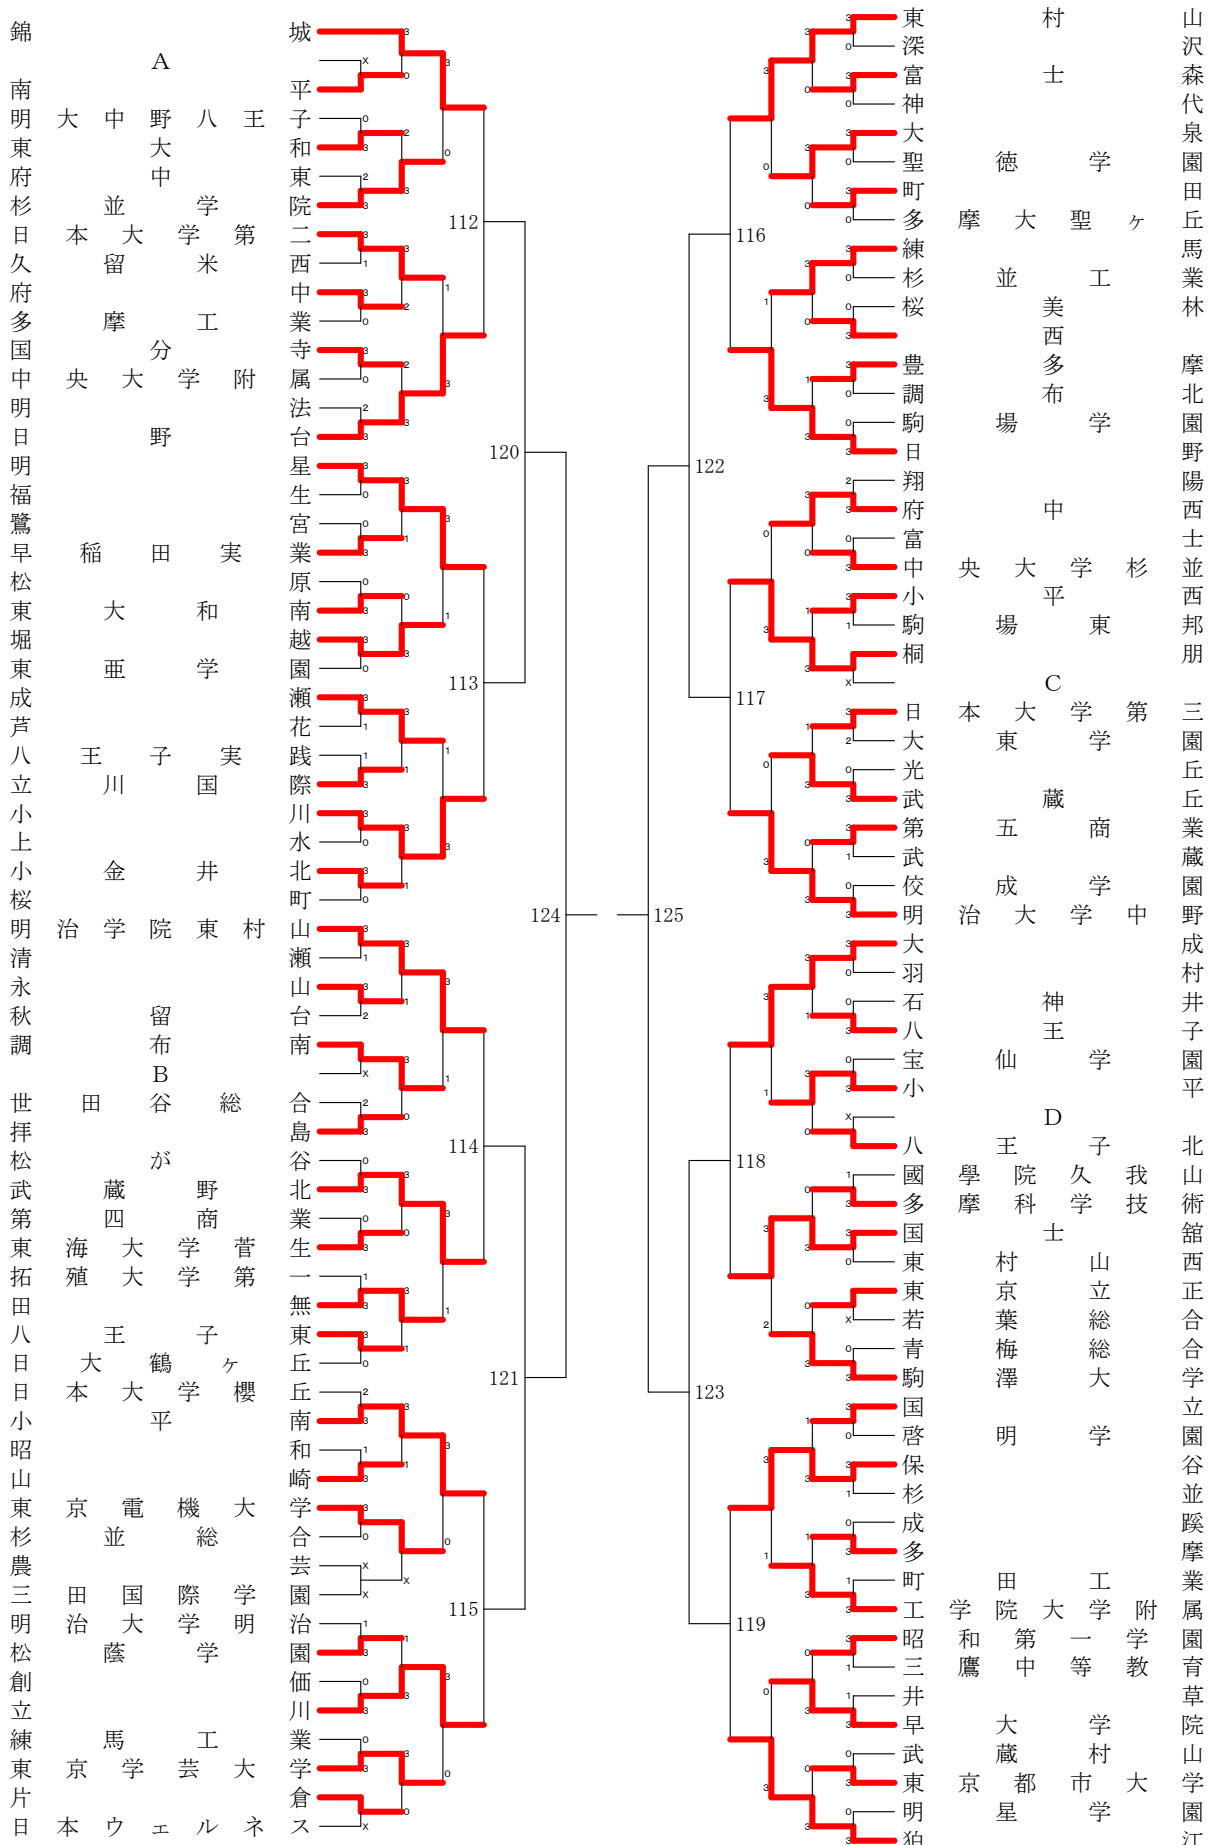 錦城
A
南平
明大中野八王子
東大和
府中東
杉並学院
日本大学第二
久留米西
府中
多摩工業
国分寺
中央大学附属
明法
日野台
明星
福生
鷺宮
早稲田実業
松原
東大和南
堀越
東亜学園
成瀬
芦花
八王子実践
立川国際
小川
上水
小金井北
桜町
明治学院東村山
清瀬
永山
秋留台
調布南
B
世田谷総合
拝島
松が谷
武蔵野北
第四商業
東海大学菅生
拓殖大学第一
田無
八王子東
日大鶴ヶ丘
日本大学櫻丘
小平南
昭和
山崎
東京電機大学
杉並総合
農芸
三田国際学園
明治大学明治
松蔭学園
創価
立川
練馬工業
東京学芸大学
片倉
日本ウェルネス
112
113
114
115
120
121
124
125
122
123
116
117
118
119
東村山
深沢
富士森
神代
大泉
聖徳学園
町田
多摩大聖ヶ丘
練馬
杉並工業
桜美林
西
豊多摩
調布北
駒場学園
日野
翔陽
府中西
富士
中央大学杉並
小平西
駒場東邦
桐朋
C
日本大学第三
大東学園
光丘
武蔵丘
第五商業
武蔵
佼成学園
明治大学中野
大成
羽村
石神井
八王子
宝仙学園
小平
D
八王子北
國學院久我山
多摩科学技術
国士舘
東村山西
東京立正
若葉総合
青梅総合
駒澤大学
国立
啓明学園
保谷
杉並
成蹊
多摩
町田工業
工学院大学附属
昭和第一学園
三鷹中等教育
井草
早大学院
武蔵村山
東京都市大学
明星学園
狛江